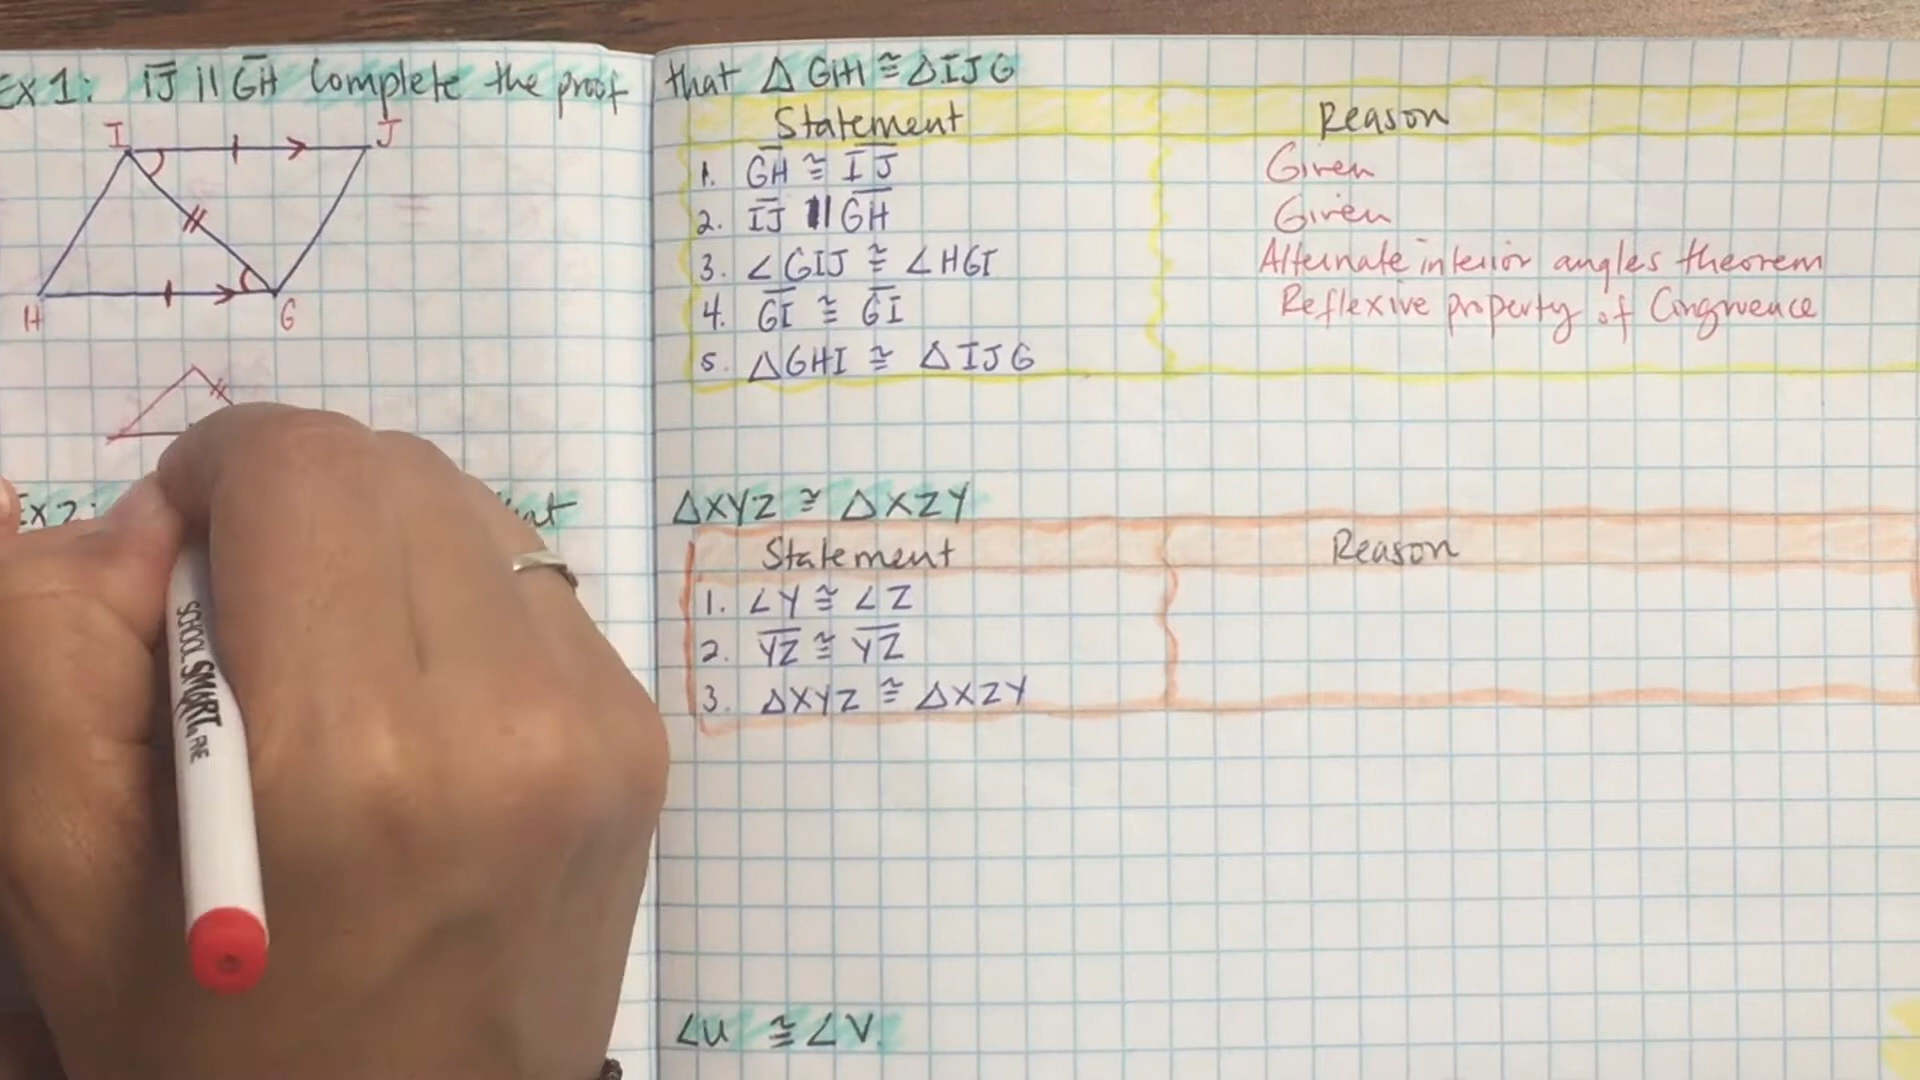 Ex 1: IJ || GH Complete the proof that △ GHI ≅ △ IJG
I J
H G
Statement Reason
1. GH ≅ IJ Given
2. IJ || GH Given
3. ∠GIJ ≅ ∠HGI Alternate interior angles theorem
4. GI ≅ GI Reflexive property of Congruence
5. △GHI ≅ △IJG
Ex 2: △XYZ ≅ △XZY
Statement Reason
1. ∠Y ≅ ∠Z
2. YZ ≅ YZ
3. △XYZ ≅ △XZY
SCHOOL SMART FINE
∠U ≅ ∠V.